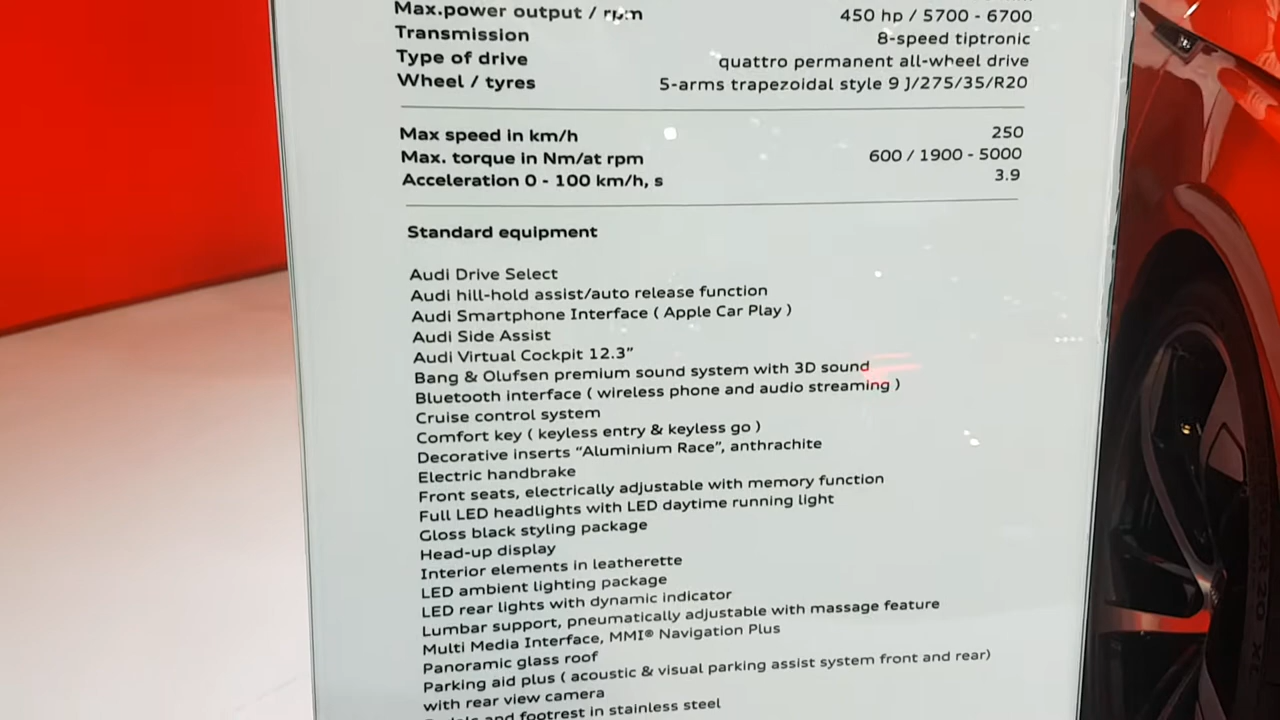 Max.power output / rpm 450 hp / 5700 - 6700
Transmission 8-speed tiptronic
Type of drive quattro permanent all-wheel drive
Wheel / tyres 5-arms trapezoidal style 9 J/275/35/R20
Max speed in km/h 250
Max. torque in Nm/at rpm 600 / 1900 - 5000
Acceleration 0 - 100 km/h, s 3.9
Standard equipment
Audi Drive Select
Audi hill-hold assist/auto release function
Audi Smartphone Interface ( Apple Car Play )
Audi Side Assist
Audi Virtual Cockpit 12.3”
Bang & Olufsen premium sound system with 3D sound
Bluetooth interface ( wireless phone and audio streaming )
Cruise control system
Comfort key ( keyless entry & keyless go )
Decorative inserts “Aluminium Race”, anthrachite
Electric handbrake
Front seats, electrically adjustable with memory function
Full LED headlights with LED daytime running light
Gloss black styling package
Head-up display
Interior elements in leatherette
LED ambient lighting package
LED rear lights with dynamic indicator
Lumbar support, pneumatically adjustable with massage feature
Multi Media Interface, MMI® Navigation Plus
Panoramic glass roof
Parking aid plus ( acoustic & visual parking assist system front and rear)
with rear view camera
and footrest in stainless steel